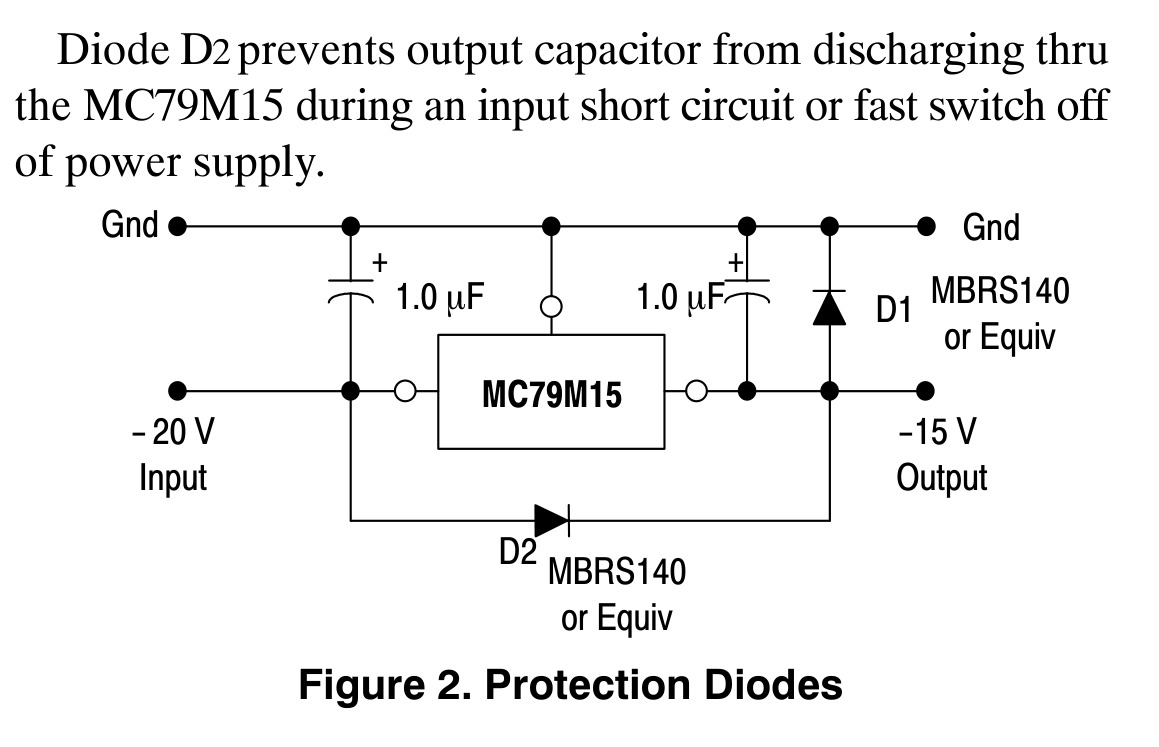 Diode D2 prevents output capacitor from discharging thru
the MC79M15 during an input short circuit or fast switch off
of power supply.
Gnd
Gnd
+
1.0 μF
+
1.0 μF
D1
MBRS140
or Equiv
MC79M15
– 20 V
Input
–15 V
Output
D2
MBRS140
or Equiv
Figure 2. Protection Diodes